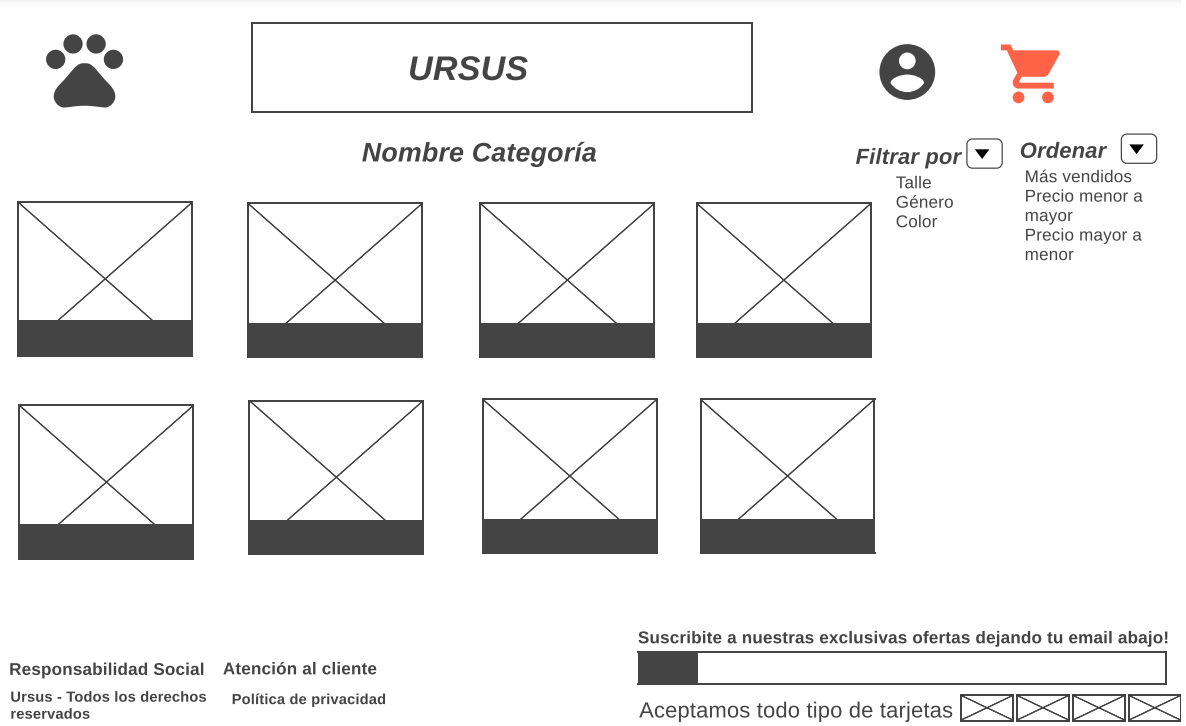 URSUS
Nombre Categoría
Filtrar por
Talle
Género
Color
Ordenar
Más vendidos
Precio menor a
mayor
Precio mayor a
menor
Suscribite a nuestras exclusivas ofertas dejando tu email abajo!
Responsabilidad Social
Atención al cliente
Ursus - Todos los derechos
reservados
Política de privacidad
Aceptamos todo tipo de tarjetas